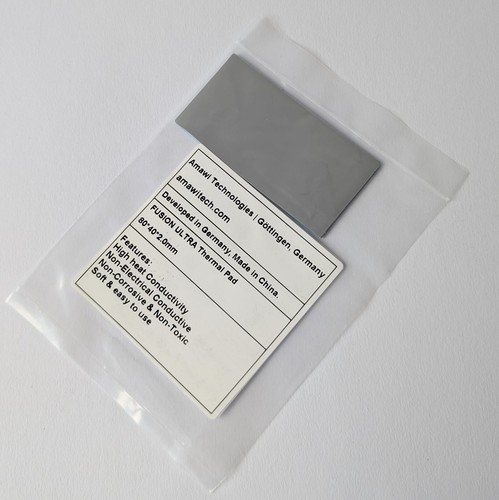 Amawi Technologies | Göttingen, Germany
amawitech.com
Developed in Germany, Made in China.
FUSION ULTRA Thermal Pad
80*40*2.0mm
Features:
High heat Conductivity
Non-Electrical Conductive
Non-Corrosive & Non-Toxic
Soft & easy to use